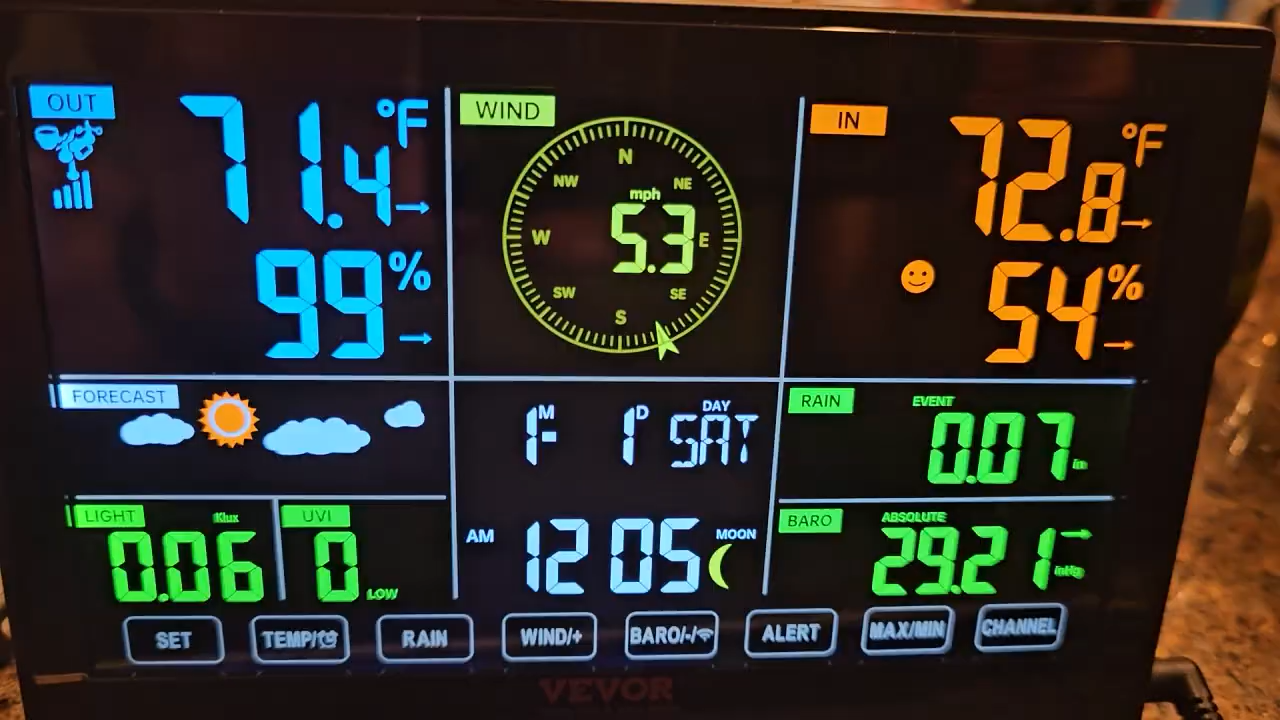 OUT
71.4 °F
99 %
WIND
N
NW
NE
mph
W
5.3
E
SW
SE
S
IN
72.8 °F
54 %
FORECAST
M
D
DAY
1 SAT
RAIN
EVENT
0.07 in
LIGHT
Klux
0.06
UVI
0
LOW
AM
12 05
MOON
BARO
ABSOLUTE
29.21
inHg
SET
TEMP/
RAIN
WIND/+
BARO/-/
ALERT
MAX/MIN
CHANNEL
VEVOR